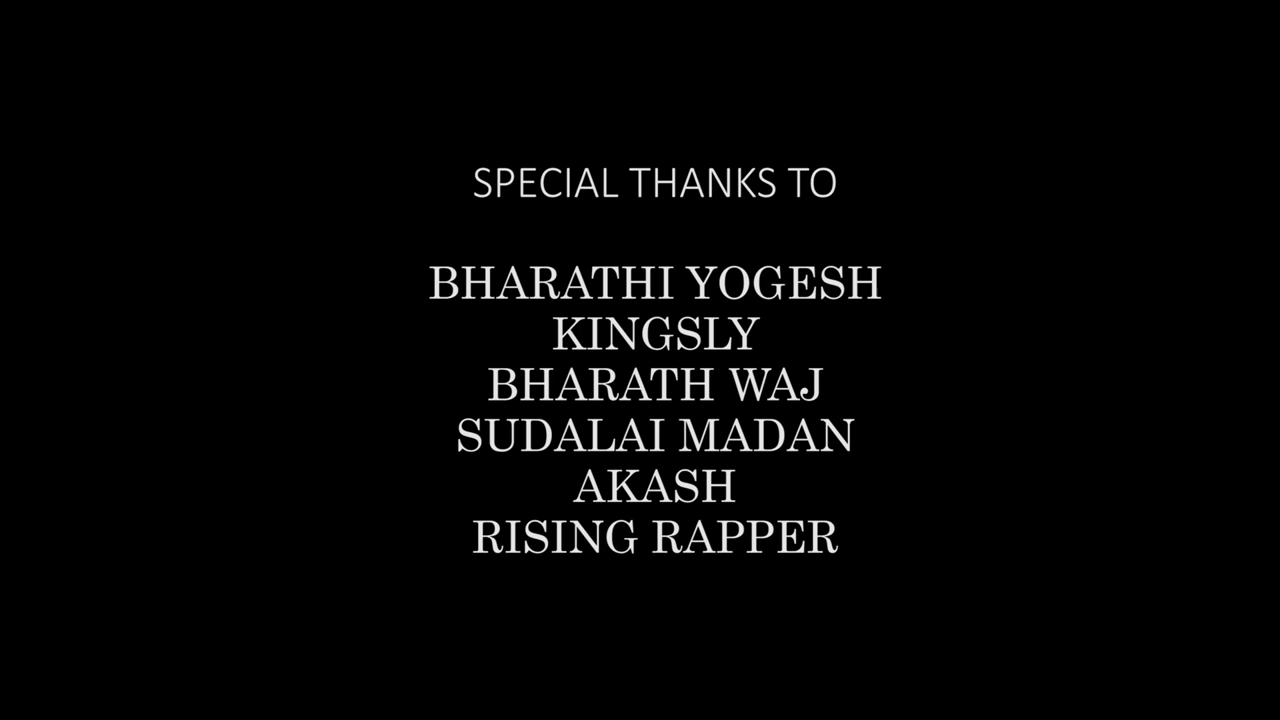 SPECIAL THANKS TO
BHARATHI YOGESH
KINGSLY
BHARATH WAJ
SUDALAI MADAN
AKASH
RISING RAPPER